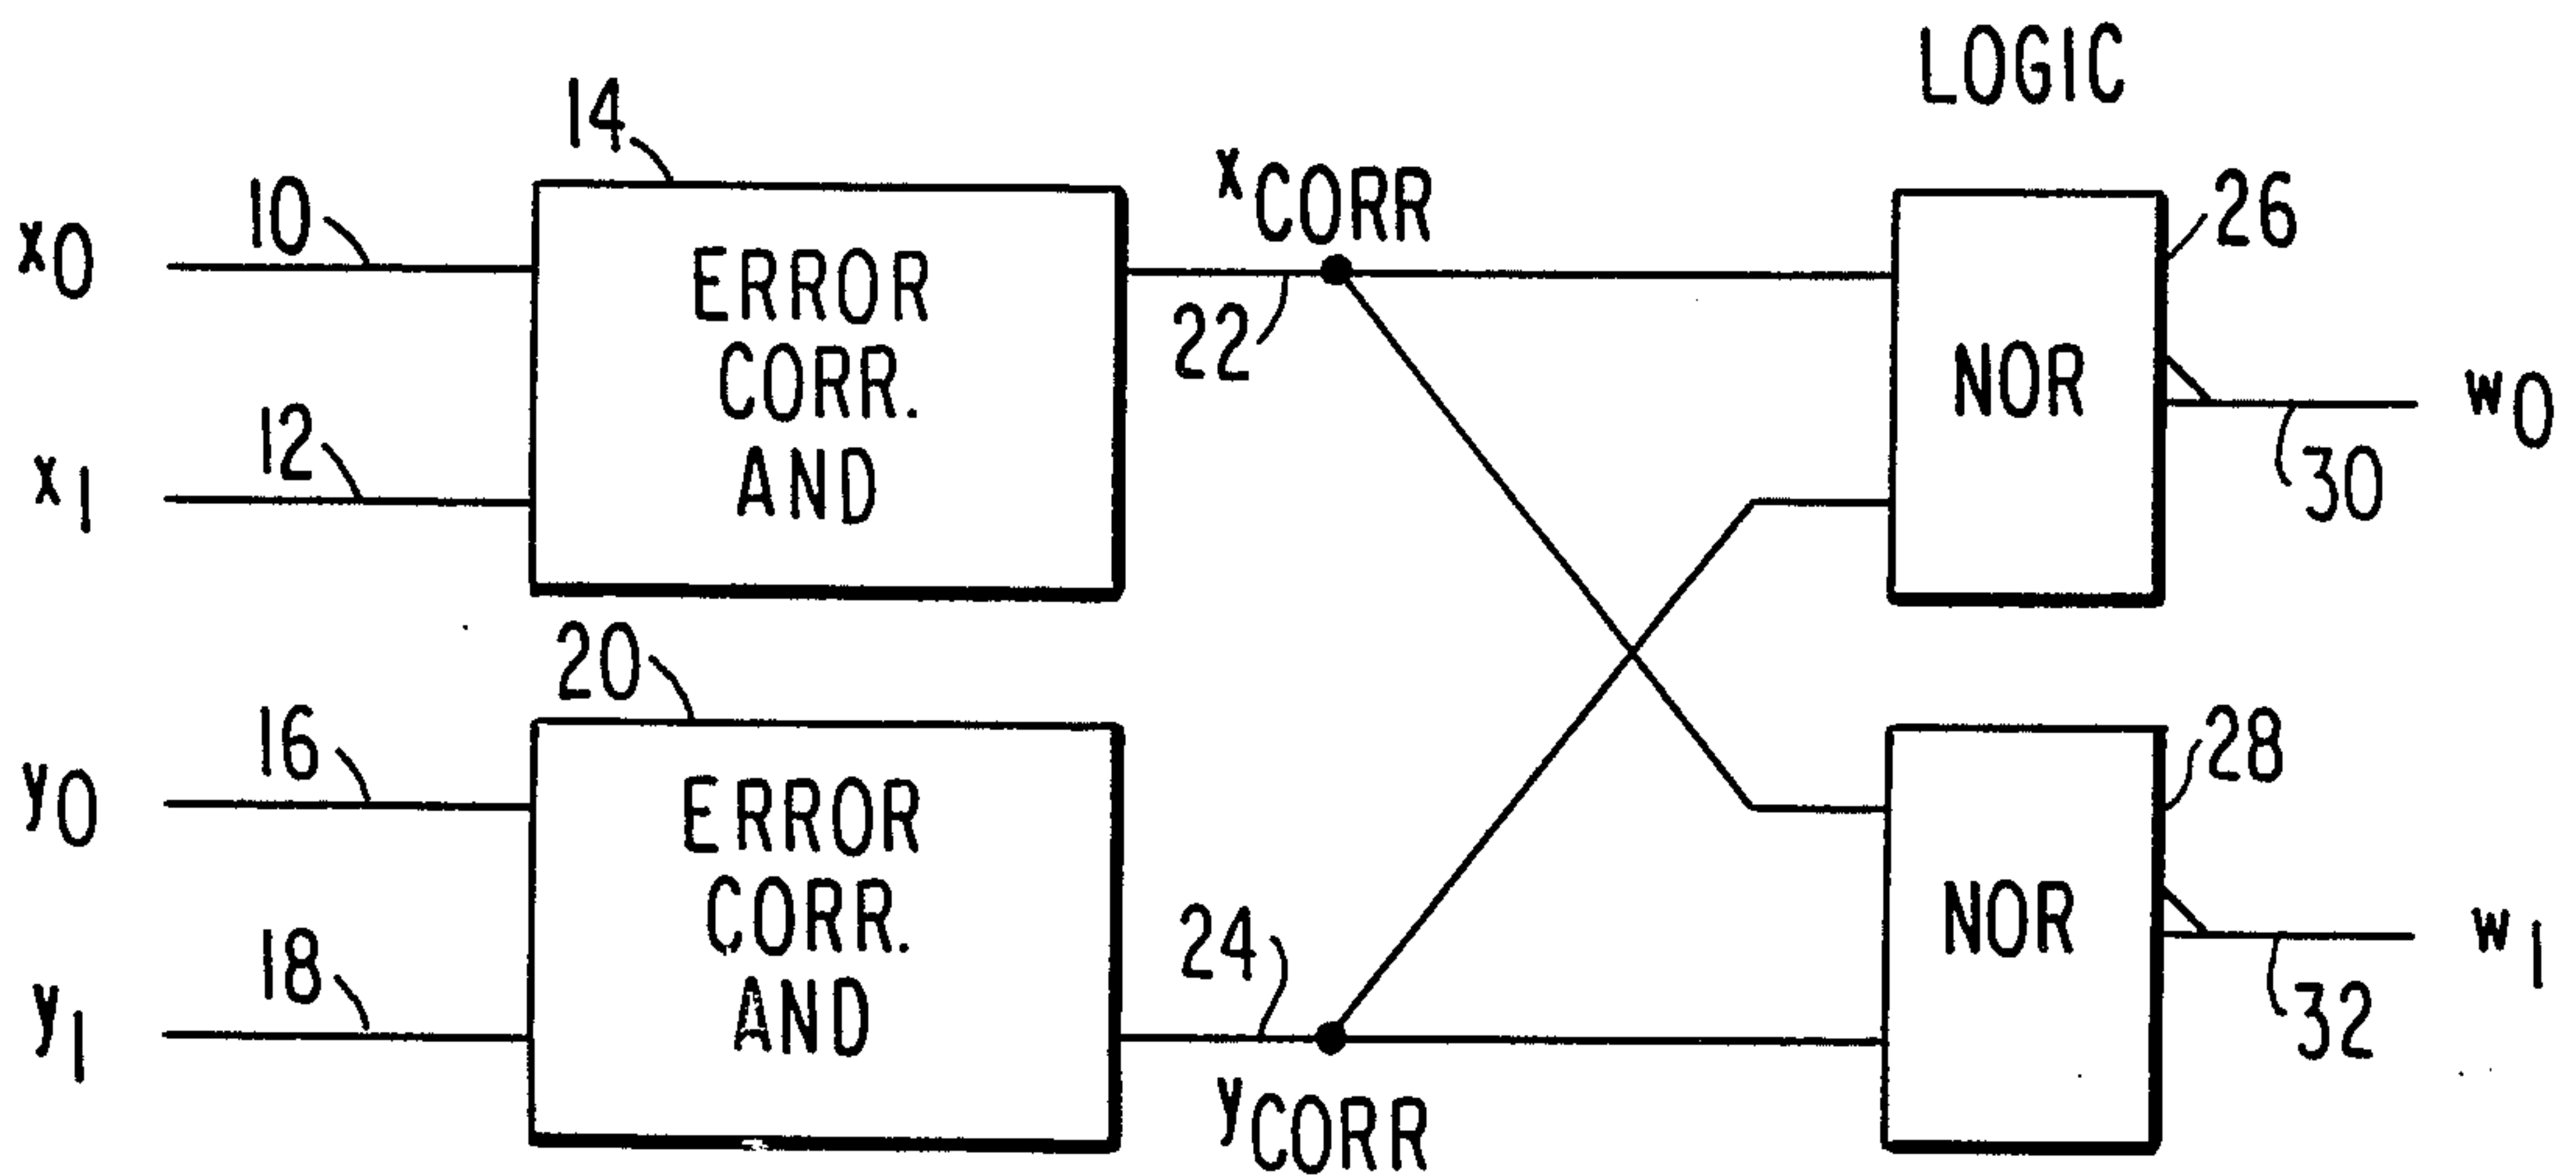 LOGIC
14
x0
10
ERROR
CORR.
AND
xCORR
22
NOR
26
w0
30
x1
12
20
y0
16
ERROR
CORR.
AND
24
yCORR
NOR
28
w1
32
y1
18